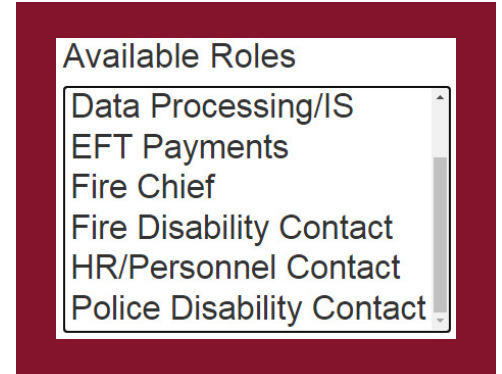 Available Roles
Data Processing/IS
EFT Payments
Fire Chief
Fire Disability Contact
HR/Personnel Contact
Police Disability Contact